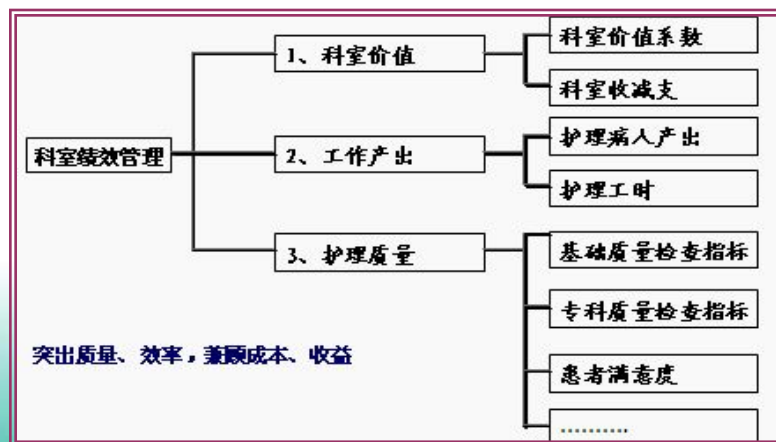 科室绩效管理
1、科室价值
科室价值系数
科室收减支
2、工作产出
护理病人产出
护理工时
3、护理质量
基础质量检查指标
专科质量检查指标
患者满意度
..........
突出质量、效率，兼顾成本、收益